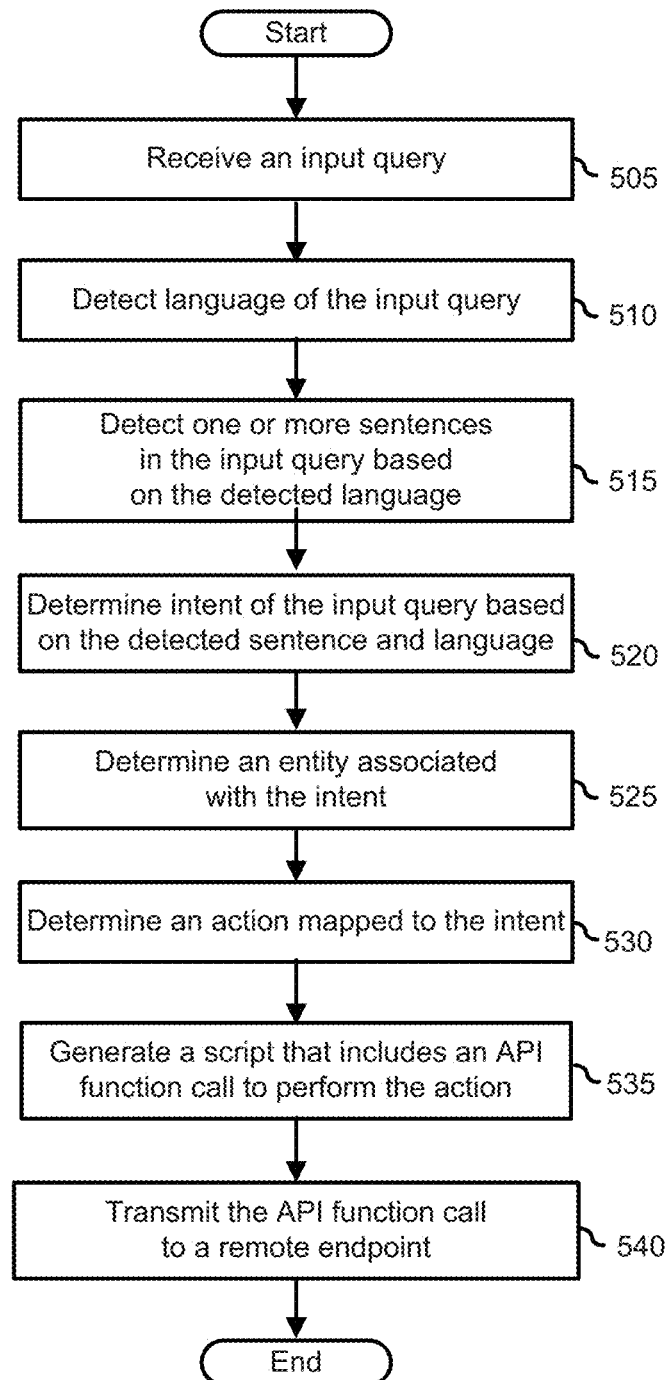 Start
Receive an input query
505
Detect language of the input query
510
Detect one or more sentences
in the input query based
on the detected language
515
Determine intent of the input query based
on the detected sentence and language
520
Determine an entity associated
with the intent
525
Determine an action mapped to the intent
530
Generate a script that includes an API
function call to perform the action
535
Transmit the API function call
to a remote endpoint
540
End